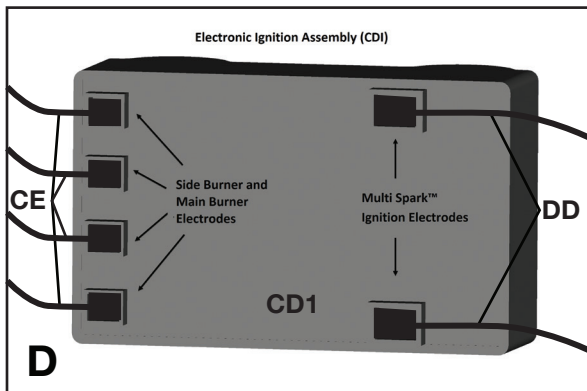 Electronic Ignition Assembly (CDI)
CE
Side Burner and
Main Burner
Electrodes
Multi Spark™
Ignition Electrodes
DD
CD1
D